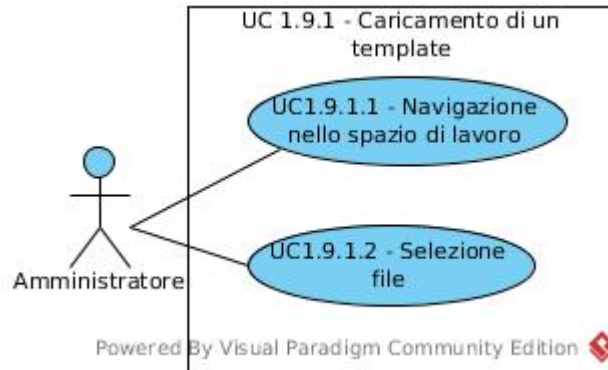 UC 1.9.1 - Caricamento di un
template
UC1.9.1.1 - Navigazione
nello spazio di lavoro
UC1.9.1.2 - Selezione
file
Amministratore
Powered By Visual Paradigm Community Edition